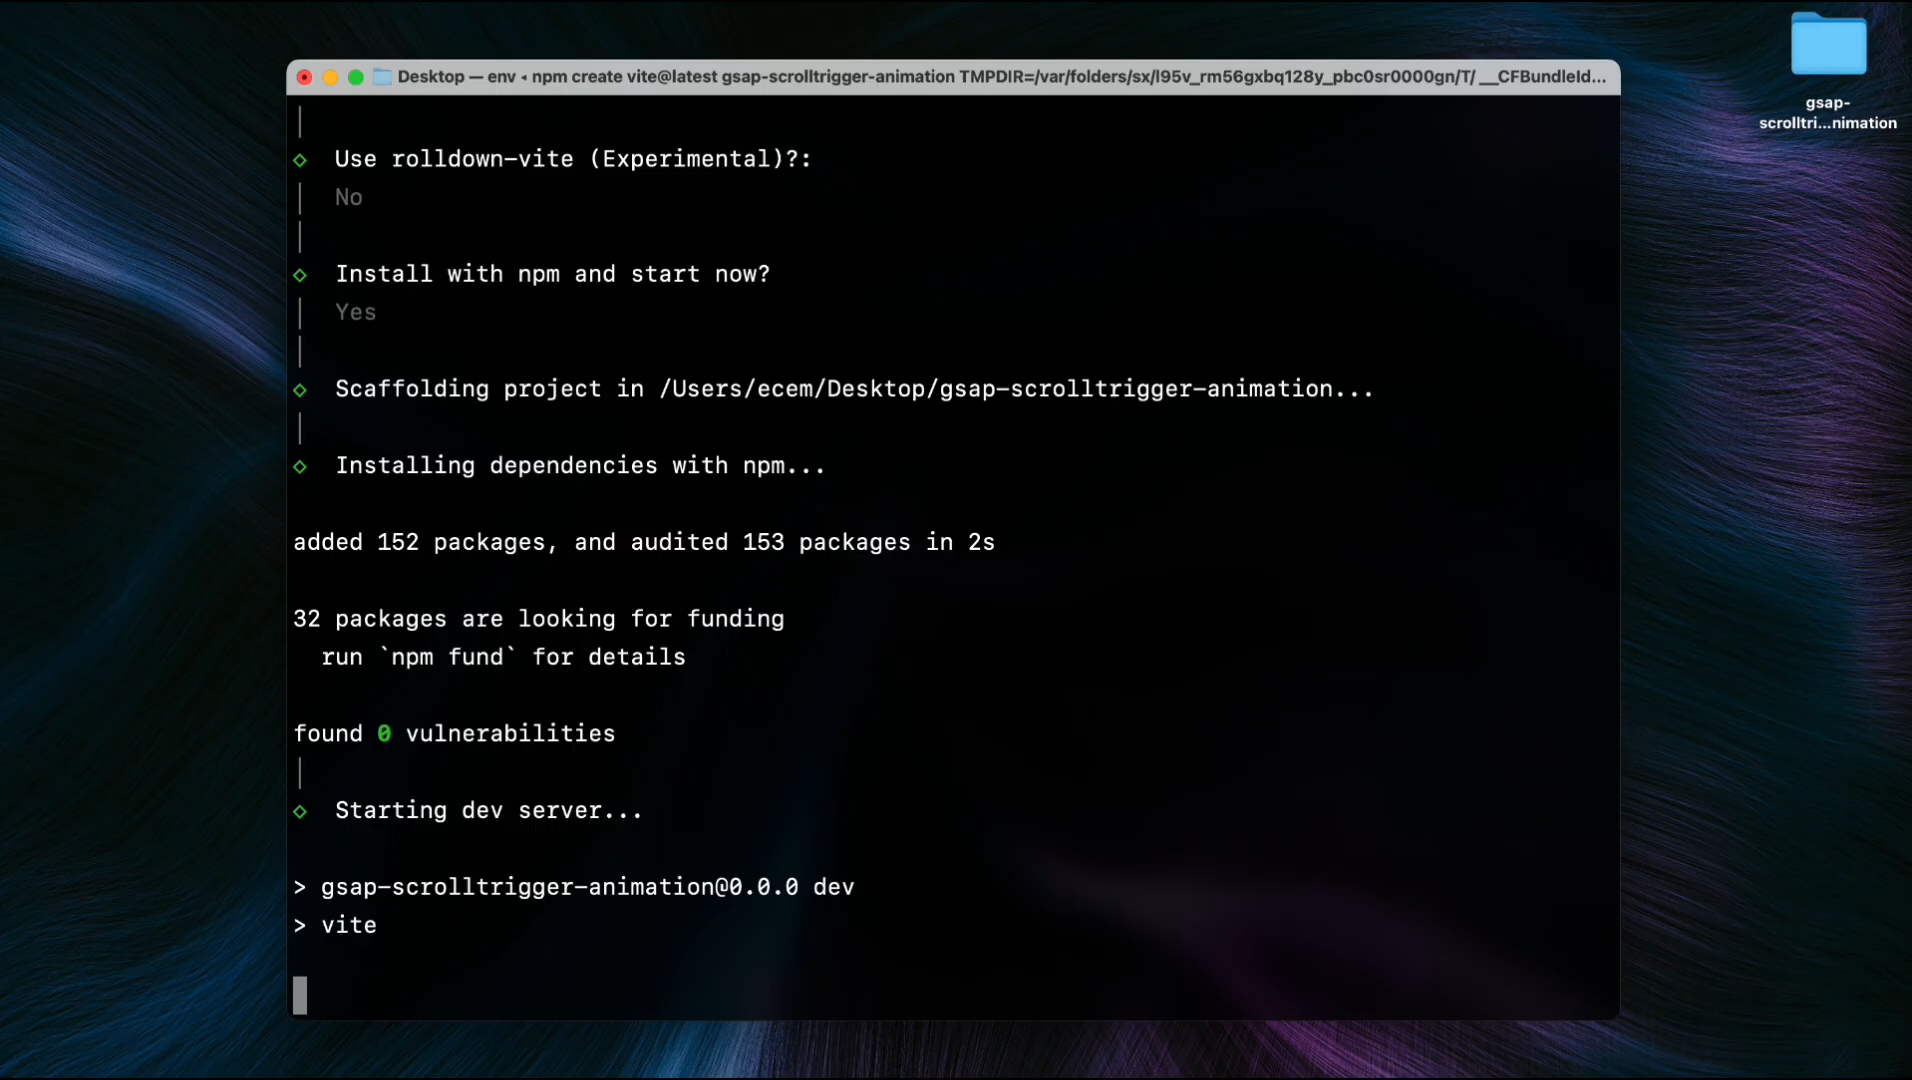 Desktop — env ◂ npm create vite@latest gsap-scrolltrigger-animation TMPDIR=/var/folders/sx/l95v_rm56gxbq128y_pbc0sr0000gn/T/ __CFBundleId...
gsap-
scrolltri...nimation
◇ Use rolldown-vite (Experimental)?:
│ No
│
◇ Install with npm and start now?
│ Yes
│
◇ Scaffolding project in /Users/ecem/Desktop/gsap-scrolltrigger-animation...
│
◇ Installing dependencies with npm...
added 152 packages, and audited 153 packages in 2s
32 packages are looking for funding
run `npm fund` for details
found 0 vulnerabilities
│
◇ Starting dev server...
> gsap-scrolltrigger-animation@0.0.0 dev
> vite